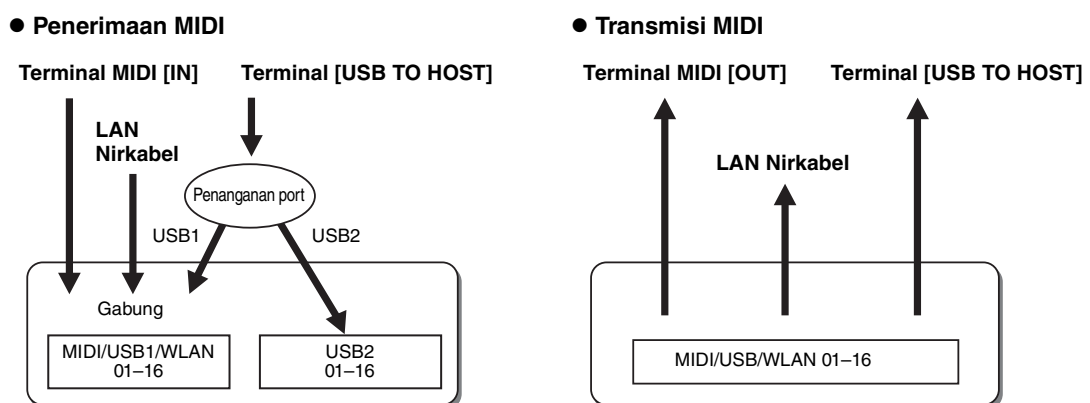 ● Penerimaan MIDI
Terminal MIDI [IN]
Terminal [USB TO HOST]
LAN
Nirkabel
Penanganan port
USB1
USB2
Gabung
MIDI/USB1/WLAN
01–16
USB2
01–16
● Transmisi MIDI
Terminal MIDI [OUT]
Terminal [USB TO HOST]
LAN Nirkabel
MIDI/USB/WLAN 01–16